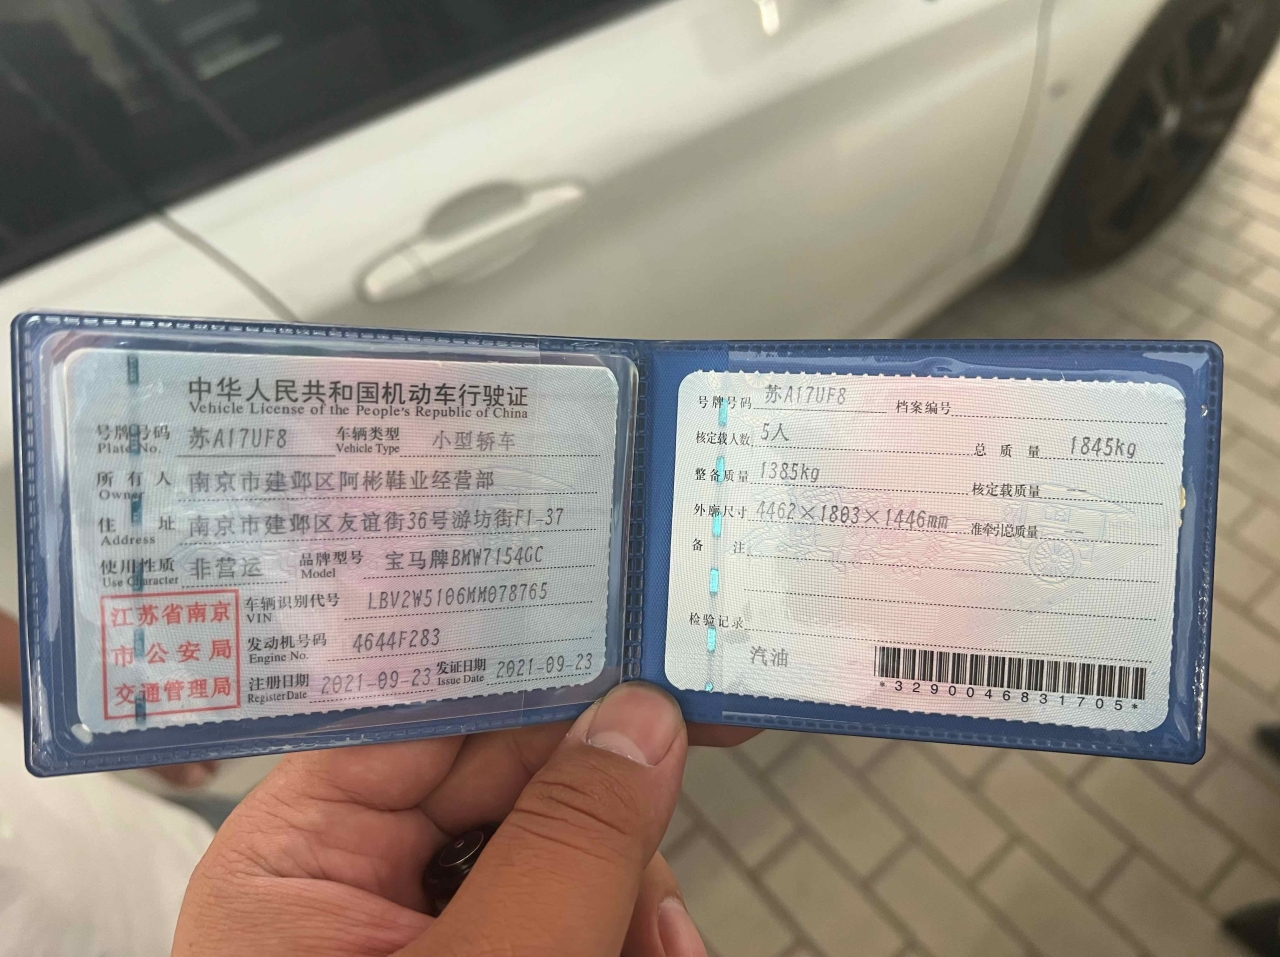 中华人民共和国机动车行驶证
Vehicle License of the People's Republic of China
号牌号码 苏A17UF8 车辆类型 小型轿车
Plate No. Vehicle Type
所有人 南京市建邺区阿彬鞋业经营部
Owner
住址 南京市建邺区友谊街36号游坊街F1-37
Address
使用性质 非营运 品牌型号 宝马牌BMW7154GC
Use Character Model
江苏省南京
市公安局
交通管理局
车辆识别代号 LBV2W5106MM078765
VIN
发动机号码 4644F283
Engine No.
注册日期 2021-09-23 发证日期 2021-09-23
Register Date Issue Date
号牌号码 苏A17UF8 档案编号
核定载人数 5人 总质量 1845kg
整备质量 1385kg 核定载质量 --
外廓尺寸 4462×1803×1446mm 准牵引总质量
备注
检验记录
汽油
*3290046831705*